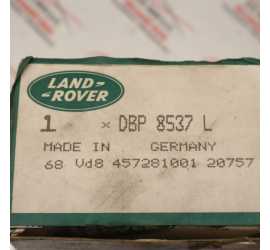 LAND-
-ROVER
1 × DBP 8537 L
MADE IN GERMANY
68 Vd8 457281001 20757